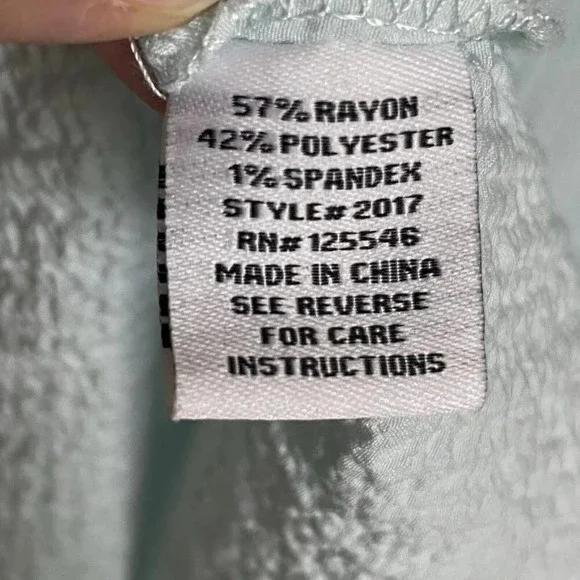 57% RAYON
42% POLYESTER
1% SPANDEX
STYLE# 2017
RN# 125546
MADE IN CHINA
SEE REVERSE
FOR CARE
INSTRUCTIONS